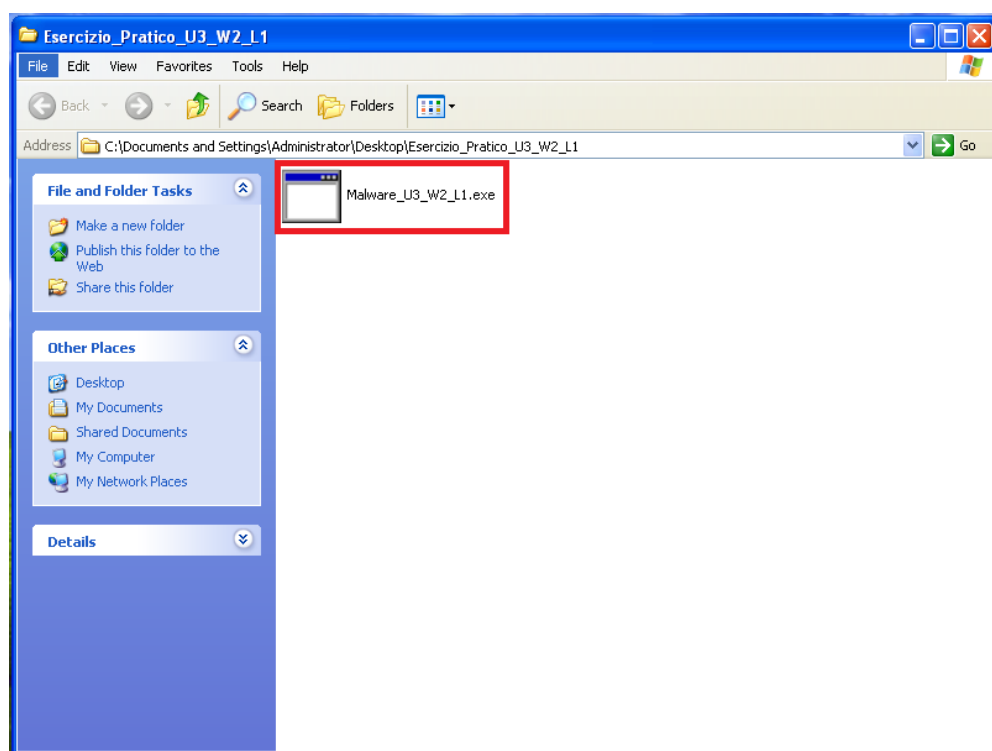 Esercizio_Pratico_U3_W2_L1
File Edit View Favorites Tools Help
Back Search Folders
Address C:\Documents and Settings\Administrator\Desktop\Esercizio_Pratico_U3_W2_L1 Go
File and Folder Tasks
Make a new folder
Publish this folder to the
Web
Share this folder
Other Places
Desktop
My Documents
Shared Documents
My Computer
My Network Places
Details
Malware_U3_W2_L1.exe